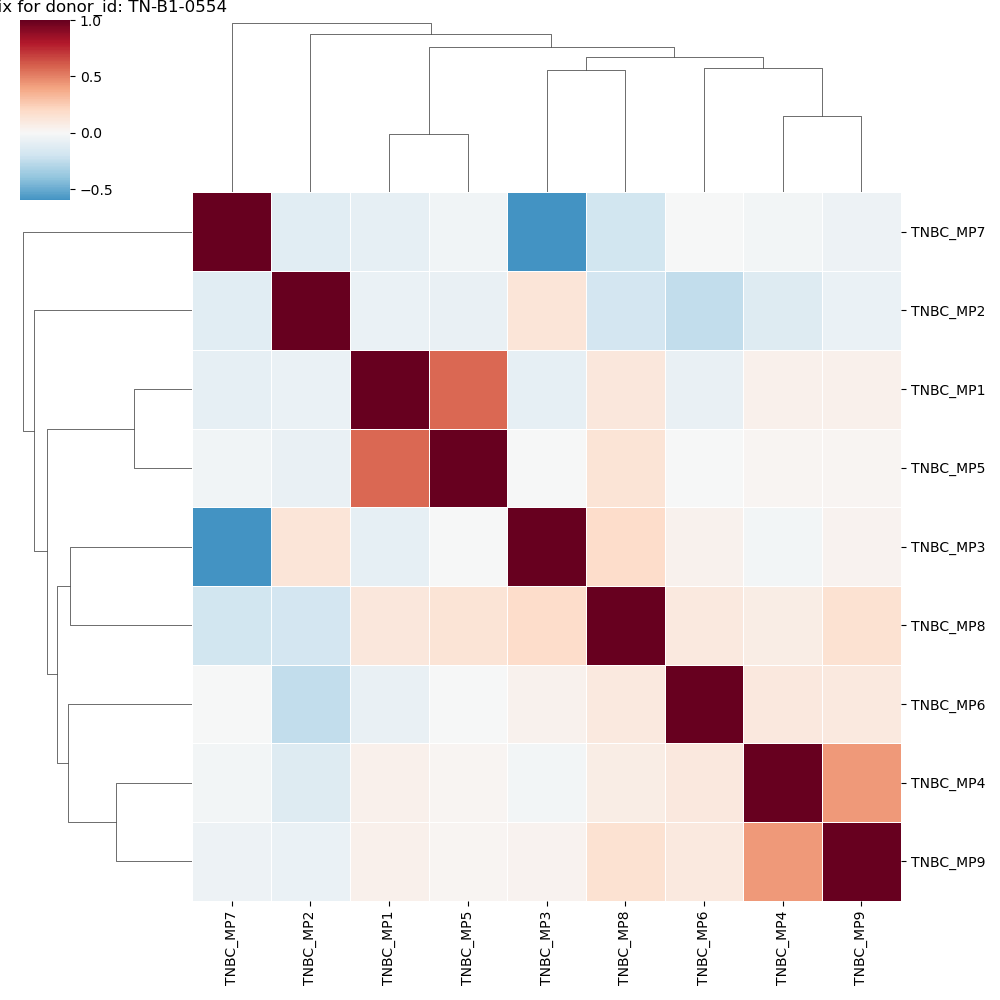 ix for donor_id: TN-B1-0554
1.0
0.5
0.0
−0.5
TNBC_MP7
TNBC_MP2
TNBC_MP1
TNBC_MP5
TNBC_MP3
TNBC_MP8
TNBC_MP6
TNBC_MP4
TNBC_MP9
TNBC_MP7
TNBC_MP2
TNBC_MP1
TNBC_MP5
TNBC_MP3
TNBC_MP8
TNBC_MP6
TNBC_MP4
TNBC_MP9